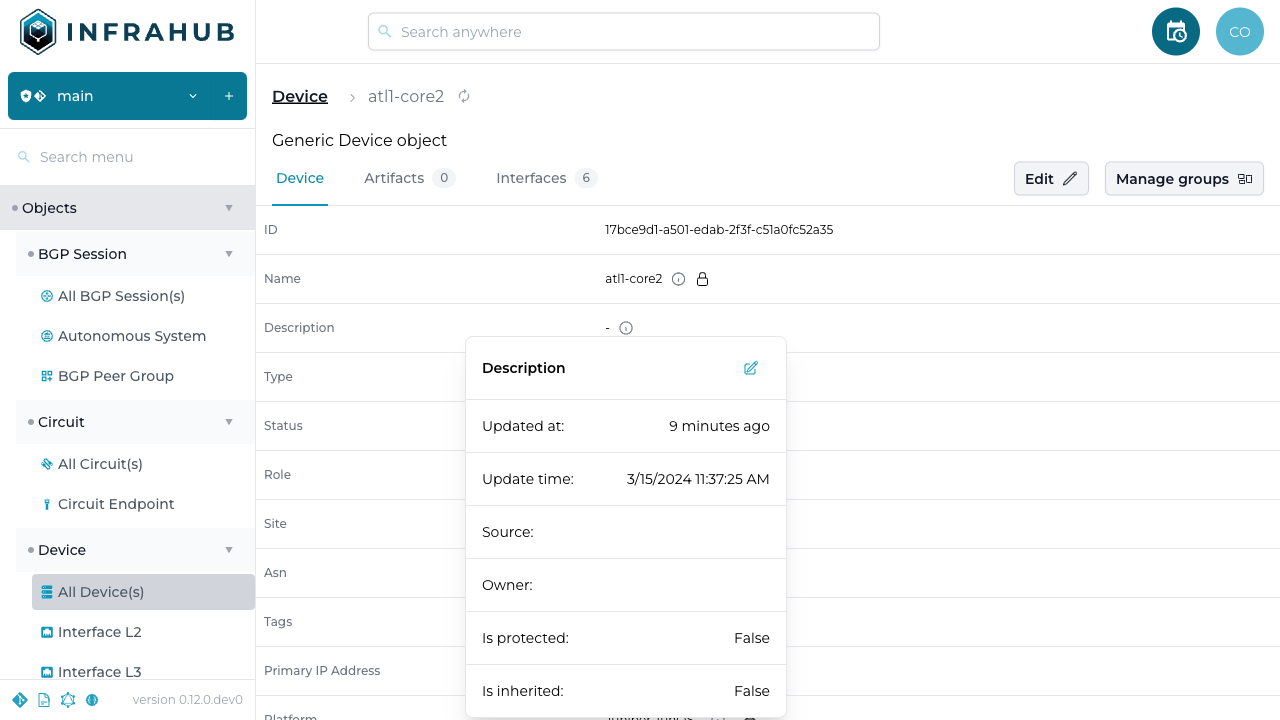 INFRAHUB
Search anywhere
CO
main
+
Search menu
Objects
BGP Session
All BGP Session(s)
Autonomous System
BGP Peer Group
Circuit
All Circuit(s)
Circuit Endpoint
Device
All Device(s)
Interface L2
Interface L3
version 0.12.0.dev0
Device > atl1-core2
Generic Device object
Device
Artifacts 0
Interfaces 6
Edit
Manage groups
ID 17bce9d1-a501-edab-2f3f-c51a0fc52a35
Name atl1-core2
Description -
Type
Status
Role
Site
Asn
Tags
Primary IP Address
Platform
Description
Updated at: 9 minutes ago
Update time: 3/15/2024 11:37:25 AM
Source:
Owner:
Is protected: False
Is inherited: False